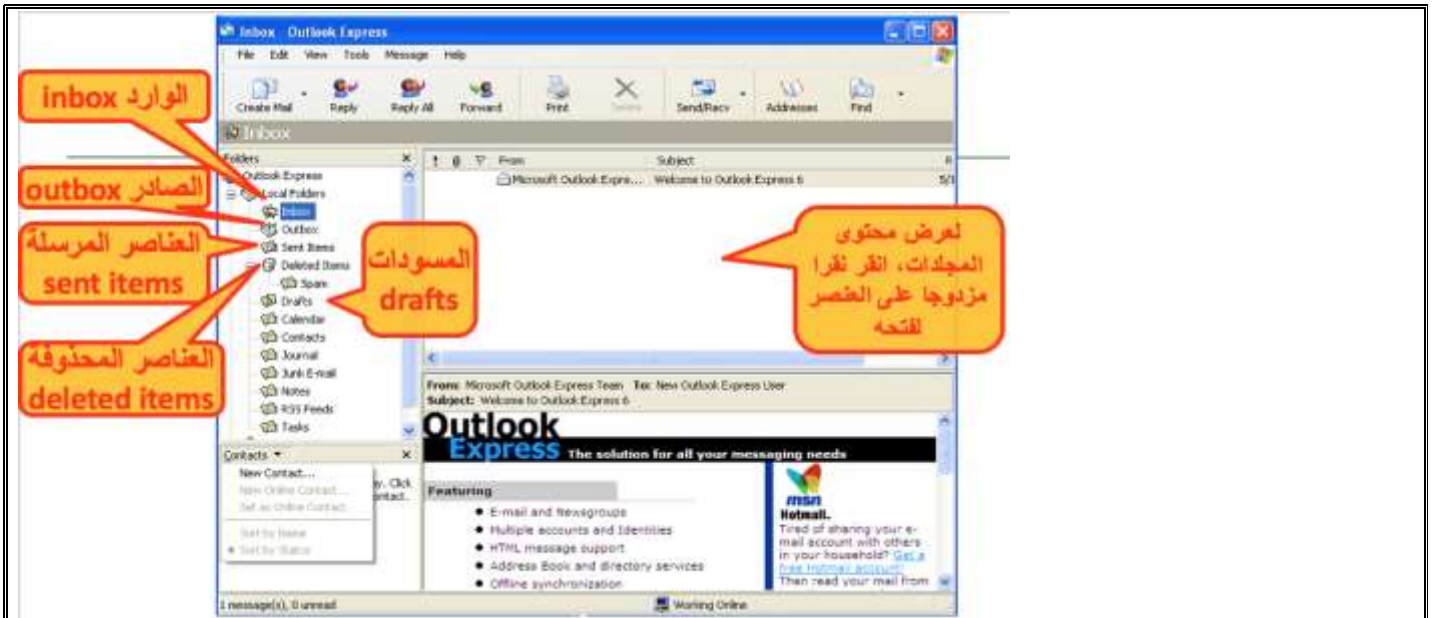 Inbox Outlook Express
File Edit View Tools Message Help
Create Mail Reply Reply All Forward Print Delete Send/Recv Addresses Find
Inbox
الوارد inbox
الصادر outbox
العناصر المرسلة
sent items
العناصر المحذوفة
deleted items
المسودات
drafts
لعرض محتوى
المجلدات، انقر نقرا
مزدوجا على العنصر
لفتحه
Folders
Outlook Express
Local Folders
Inbox
Outbox
Sent Items
Deleted Items
Spam
Drafts
Calendar
Contacts
Journal
Junk E-mail
Notes
RSS Feeds
Tasks
! From Subject
Microsoft Outlook Expre... Welcome to Outlook Express 6 5/1
From: Microsoft Outlook Express Team To: New Outlook Express User
Subject: Welcome to Outlook Express 6
Outlook
Express The solution for all your messaging needs
Featuring
E-mail and Newsgroups
Multiple accounts and Identities
HTML message support
Address Book and directory services
Offline synchronization
msn
Hotmail.
Tired of sharing your e-
mail account with others
in your household? Get a
free Hotmail account!
Then read your mail from
Contacts
New Contact...
New Online Contact...
Set as Online Contact
Sort by Name
Sort by Status
y. Click
ontact.
1 message(s), 0 unread
Working Online